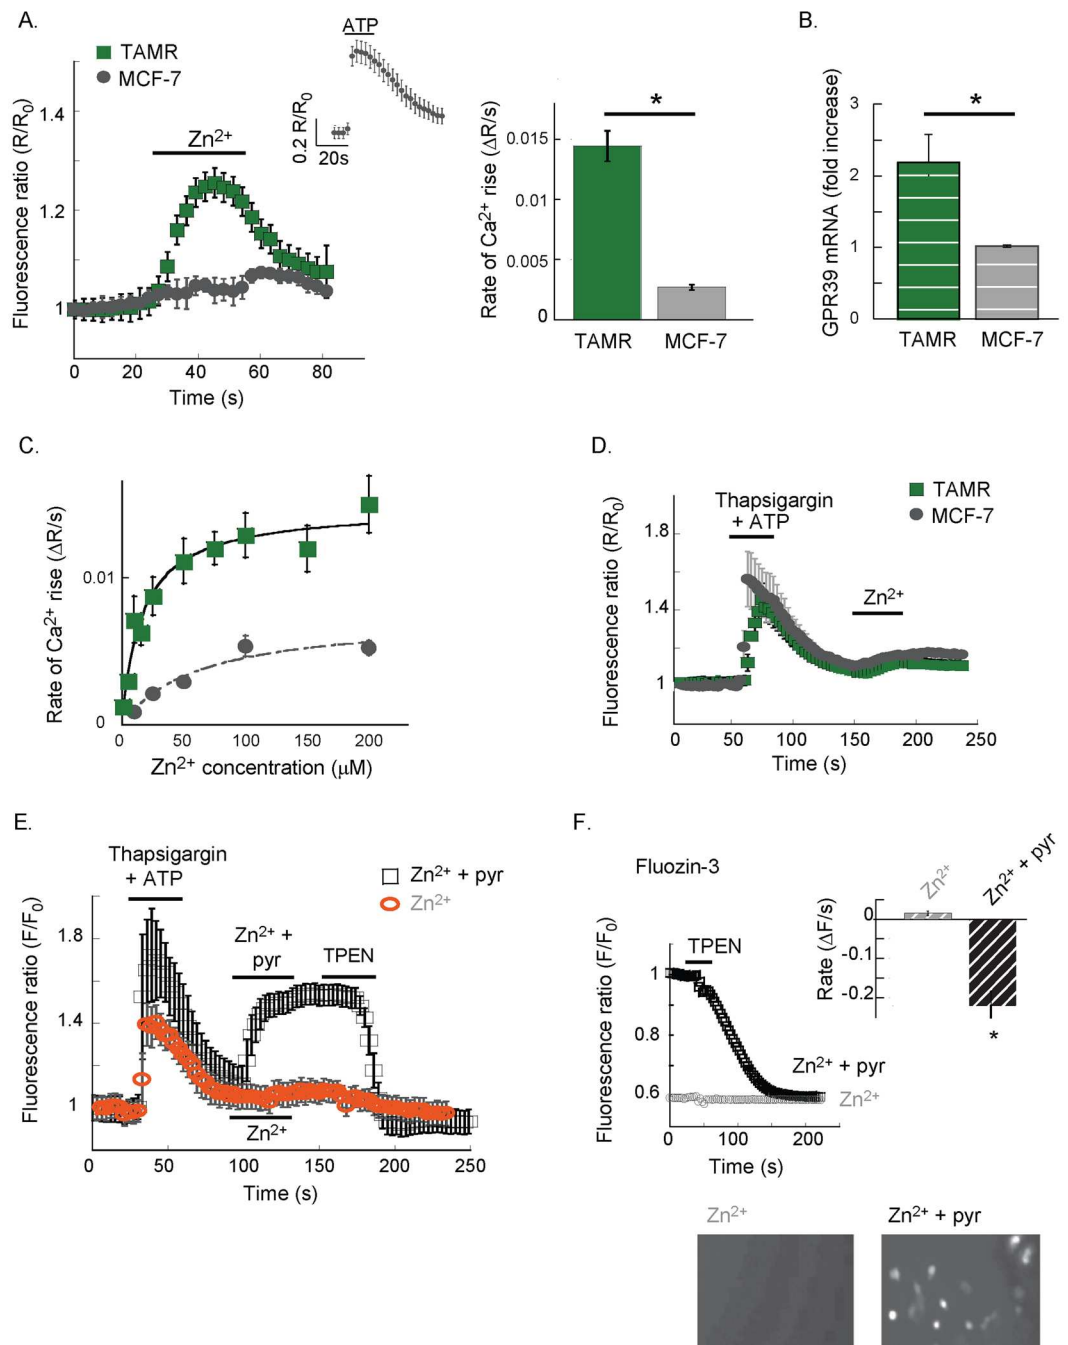 A.
TAMR
MCF-7
Fluorescence ratio (R/R0)
1.4
1.2
1
Zn2+
0 20 40 60 80
Time (s)
ATP
0.2 R/R0
20s
Rate of Ca2+ rise (ΔR/s)
0.015
0.01
0.005
0
*
TAMR MCF-7
B.
GPR39 mRNA (fold increase)
3
2
1
0
*
TAMR MCF-7
C.
Rate of Ca2+ rise (ΔR/s)
0.01
0
0 50 100 150 200
Zn2+ concentration (µM)
D.
TAMR
MCF-7
Thapsigargin
+ ATP
Zn2+
Fluorescence ratio (R/R0)
1.8
1.4
1
0 50 100 150 200 250
Time (s)
E.
Thapsigargin
+ ATP
Zn2+ + pyr
Zn2+
Zn2+ +
pyr
TPEN
Fluorescence ratio (F/F0)
1.8
1.4
1
Zn2+
0 50 100 150 200 250
Time (s)
F.
Fluozin-3
TPEN
Fluorescence ratio (F/F0)
1
0.8
0.6
Zn2+ + pyr
Zn2+
0 100 200
Time (s)
Zn2+
Zn2+ + pyr
Rate (ΔF/s)
0
-0.1
-0.2
*
Zn2+
Zn2+ + pyr